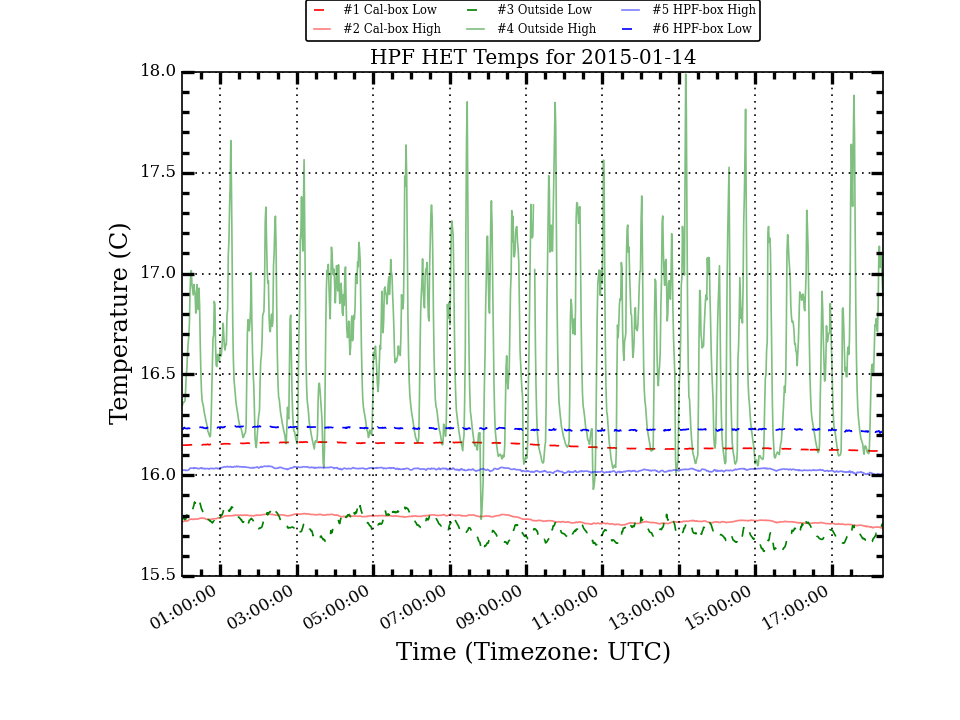 #1 Cal-box Low #3 Outside Low #5 HPF-box High
#2 Cal-box High #4 Outside High #6 HPF-box Low
HPF HET Temps for 2015-01-14
18.0
17.5
17.0
16.5
16.0
15.5
Temperature (C)
01:00:00 03:00:00 05:00:00 07:00:00 09:00:00 11:00:00 13:00:00 15:00:00 17:00:00
Time (Timezone: UTC)